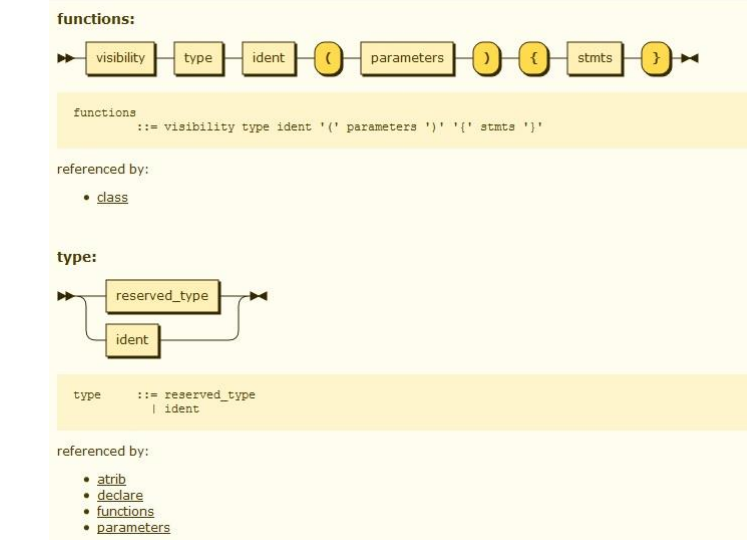 functions:
visibility type ident ( parameters ) { stmts }
functions
::= visibility type ident '(' parameters ')' '{' stmts '}'
referenced by:
• class
type:
reserved_type
ident
type ::= reserved_type
| ident
referenced by:
• atrib
• declare
• functions
• parameters